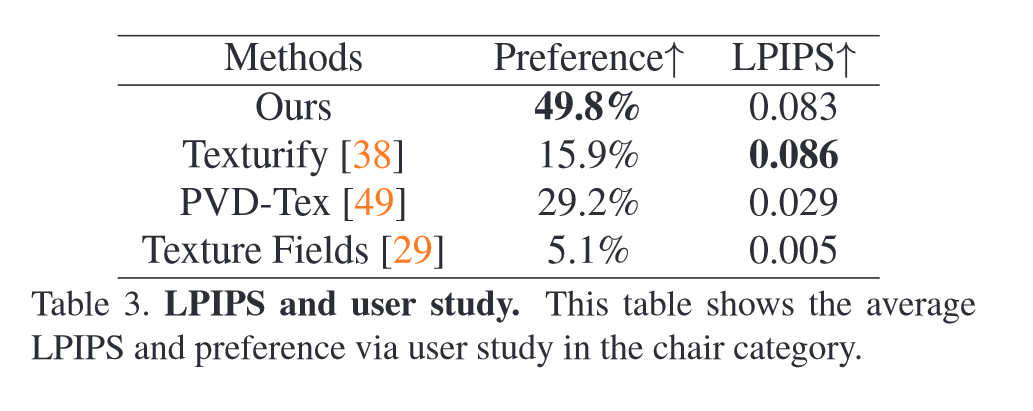 Methods Preference↑ LPIPS↑
Ours 49.8% 0.083
Texturify [38] 15.9% 0.086
PVD-Tex [49] 29.2% 0.029
Texture Fields [29] 5.1% 0.005
Table 3. LPIPS and user study. This table shows the average
LPIPS and preference via user study in the chair category.